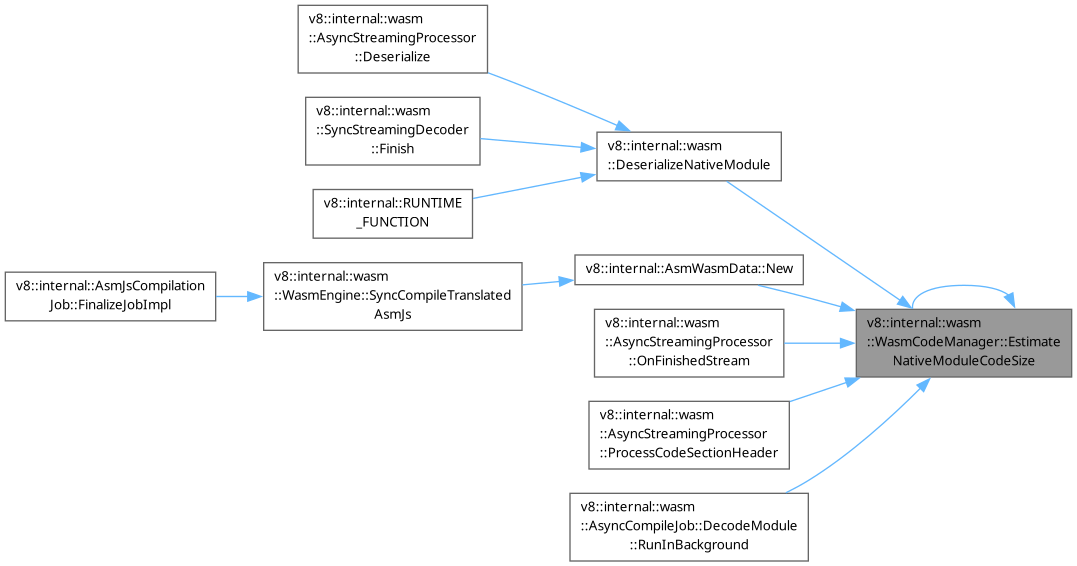 v8::internal::wasm
::AsyncStreamingProcessor
::Deserialize
v8::internal::wasm
::SyncStreamingDecoder
::Finish
v8::internal::wasm
::DeserializeNativeModule
v8::internal::RUNTIME
_FUNCTION
v8::internal::AsmWasmData::New
v8::internal::AsmJsCompilation
Job::FinalizeJobImpl
v8::internal::wasm
::WasmEngine::SyncCompileTranslated
AsmJs
v8::internal::wasm
::AsyncStreamingProcessor
::OnFinishedStream
v8::internal::wasm
::WasmCodeManager::Estimate
NativeModuleCodeSize
v8::internal::wasm
::AsyncStreamingProcessor
::ProcessCodeSectionHeader
v8::internal::wasm
::AsyncCompileJob::DecodeModule
::RunInBackground